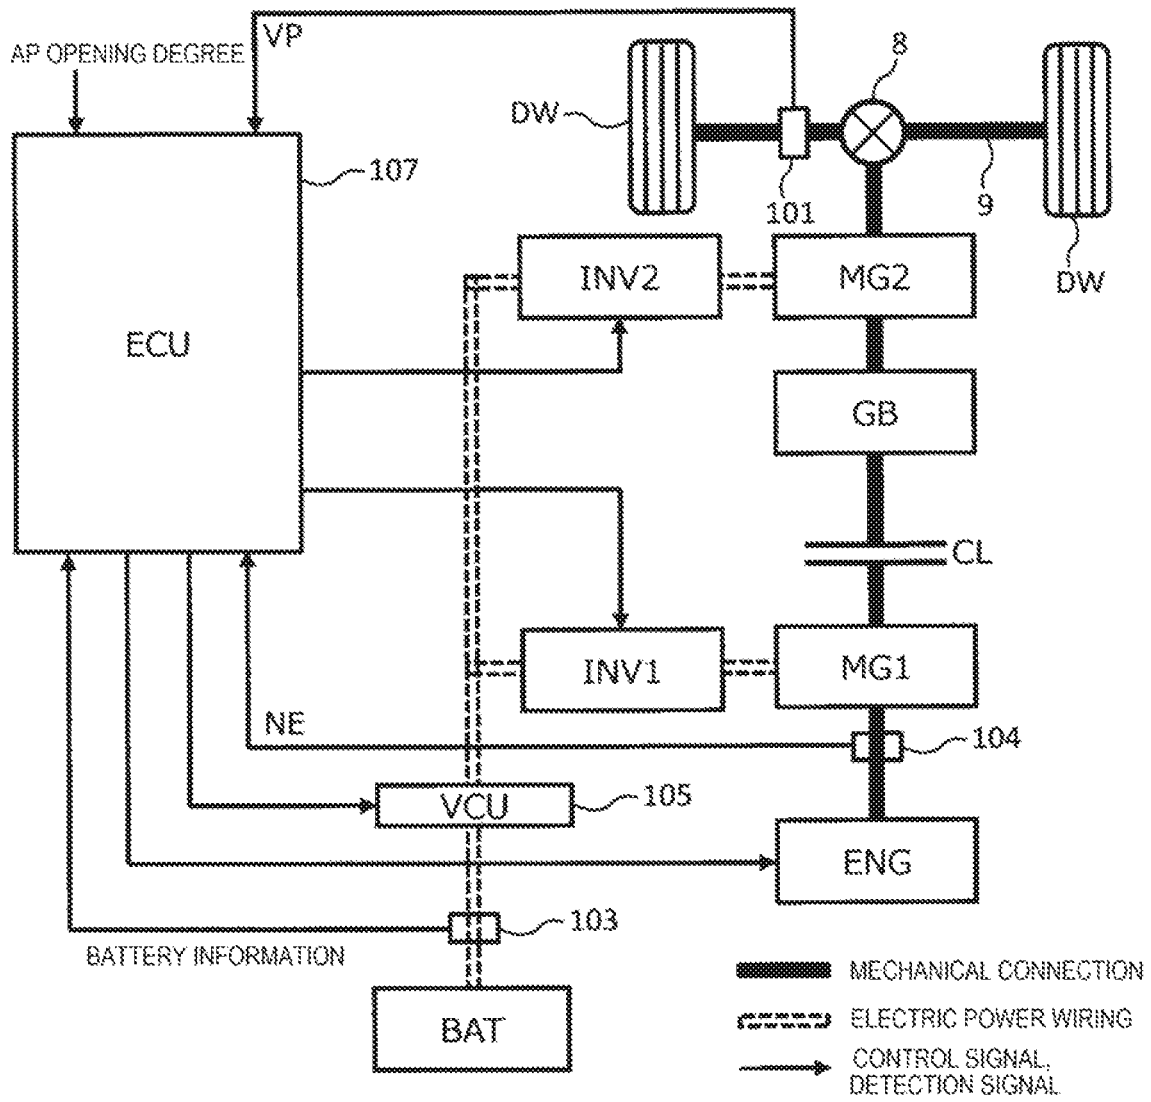 VP
AP OPENING DEGREE
8
DW
107
101
9
DW
INV2
MG2
ECU
GB
CL
INV1
MG1
NE
104
VCU
105
ENG
103
BATTERY INFORMATION
BAT
MECHANICAL CONNECTION
ELECTRIC POWER WIRING
CONTROL SIGNAL,
DETECTION SIGNAL